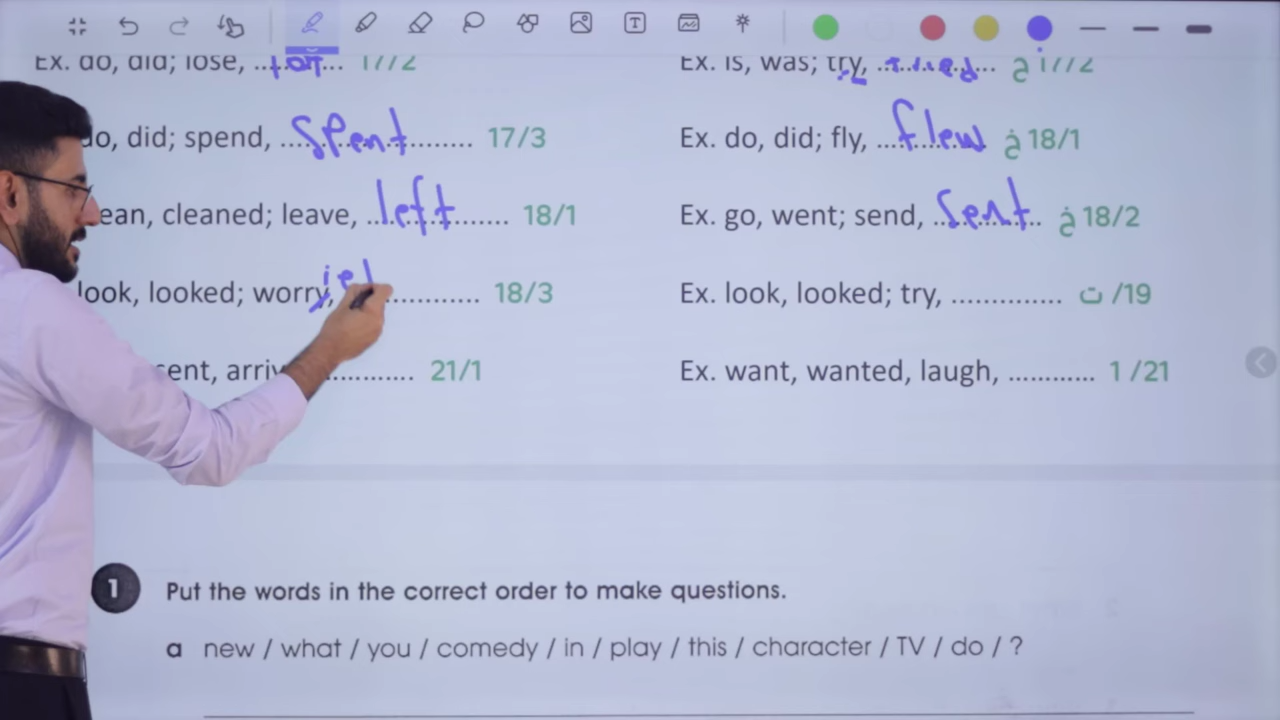 Ex. do, did; lose, ..lost... 17/2
do, did; spend, ...spent........ 17/3
ean, cleaned; leave, ..left....... 18/1
look, looked; worry, ied............ 18/3
sent, arriv ............ 21/1
Ex. is, was; try, ..tried... خ 17/2
Ex. do, did; fly, ...flew خ 18/1
Ex. go, went; send, ..sent.. خ 18/2
Ex. look, looked; try, .............. ت /19
Ex. want, wanted, laugh, ............ 1 /21
1 Put the words in the correct order to make questions.
a new / what / you / comedy / in / play / this / character / TV / do / ?